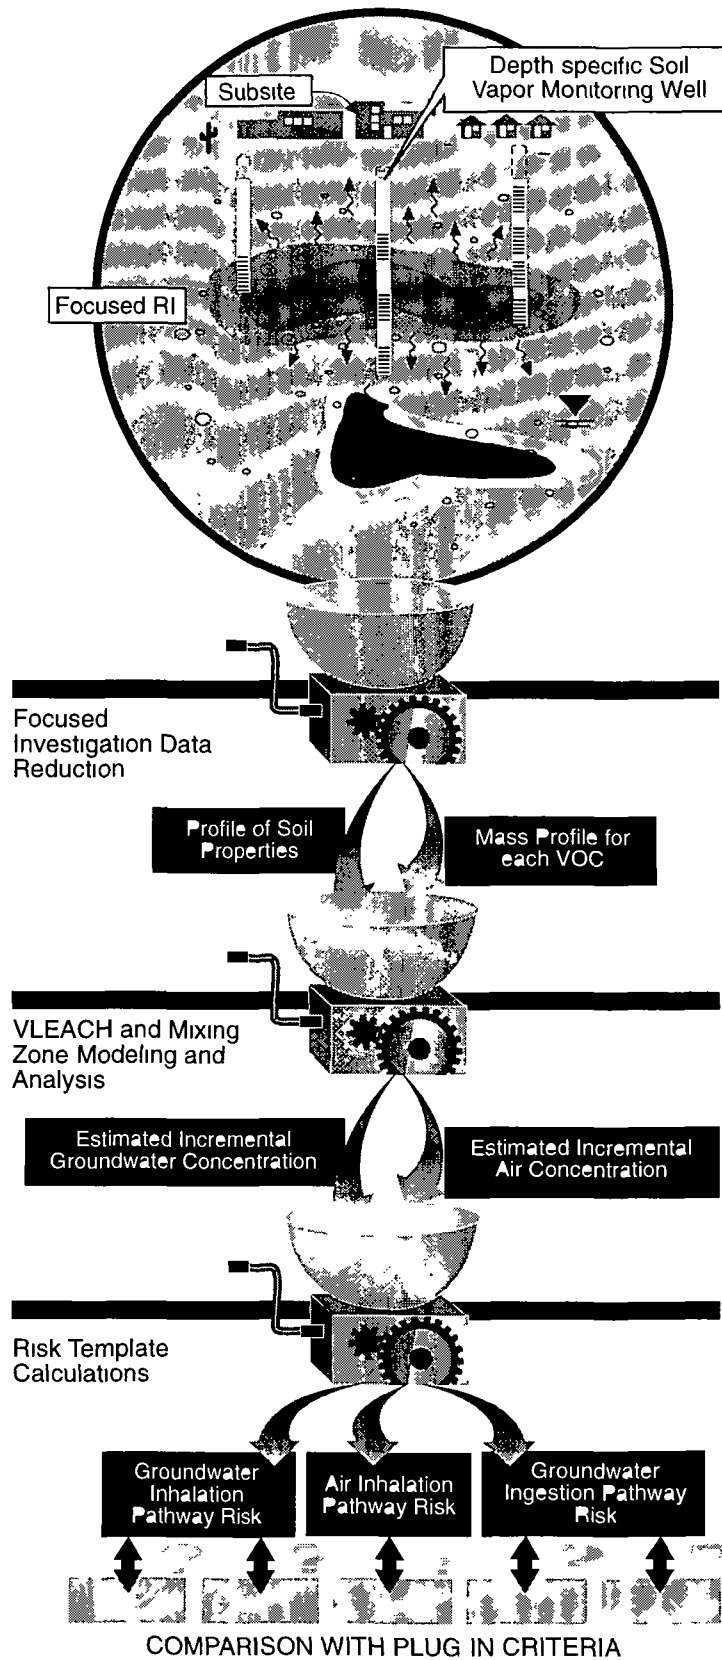 Depth specific Soil
Vapor Monitoring Well
Subsite
Focused RI
Focused
Investigation Data
Reduction
Profile of Soil
Properties
Mass Profile for
each VOC
VLEACH and Mixing
Zone Modeling and
Analysis
Estimated Incremental
Groundwater Concentration
Estimated Incremental
Air Concentration
Risk Template
Calculations
Groundwater
Inhalation
Pathway Risk
Air Inhalation
Pathway Risk
Groundwater
Ingestion Pathway
Risk
COMPARISON WITH PLUG IN CRITERIA